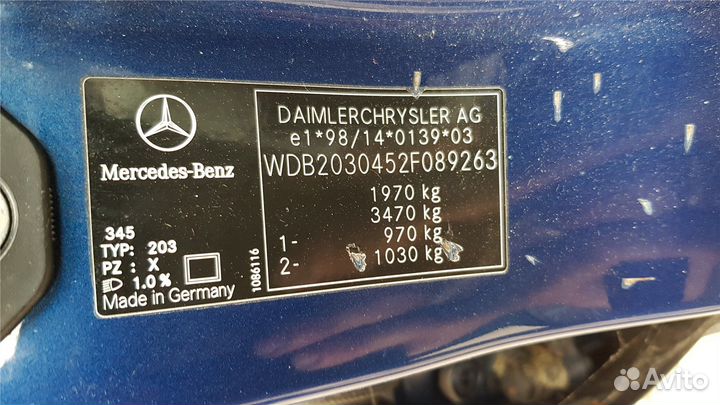 DAIMLERCHRYSLER AG
e1*98/14*0139*03
WDB2030452F089263
1970 kg
3470 kg
1- 970 kg
2- 1030 kg
Mercedes-Benz
345
TYP: 203
PZ : X
1.0 %
Made in Germany
1086116
Avito